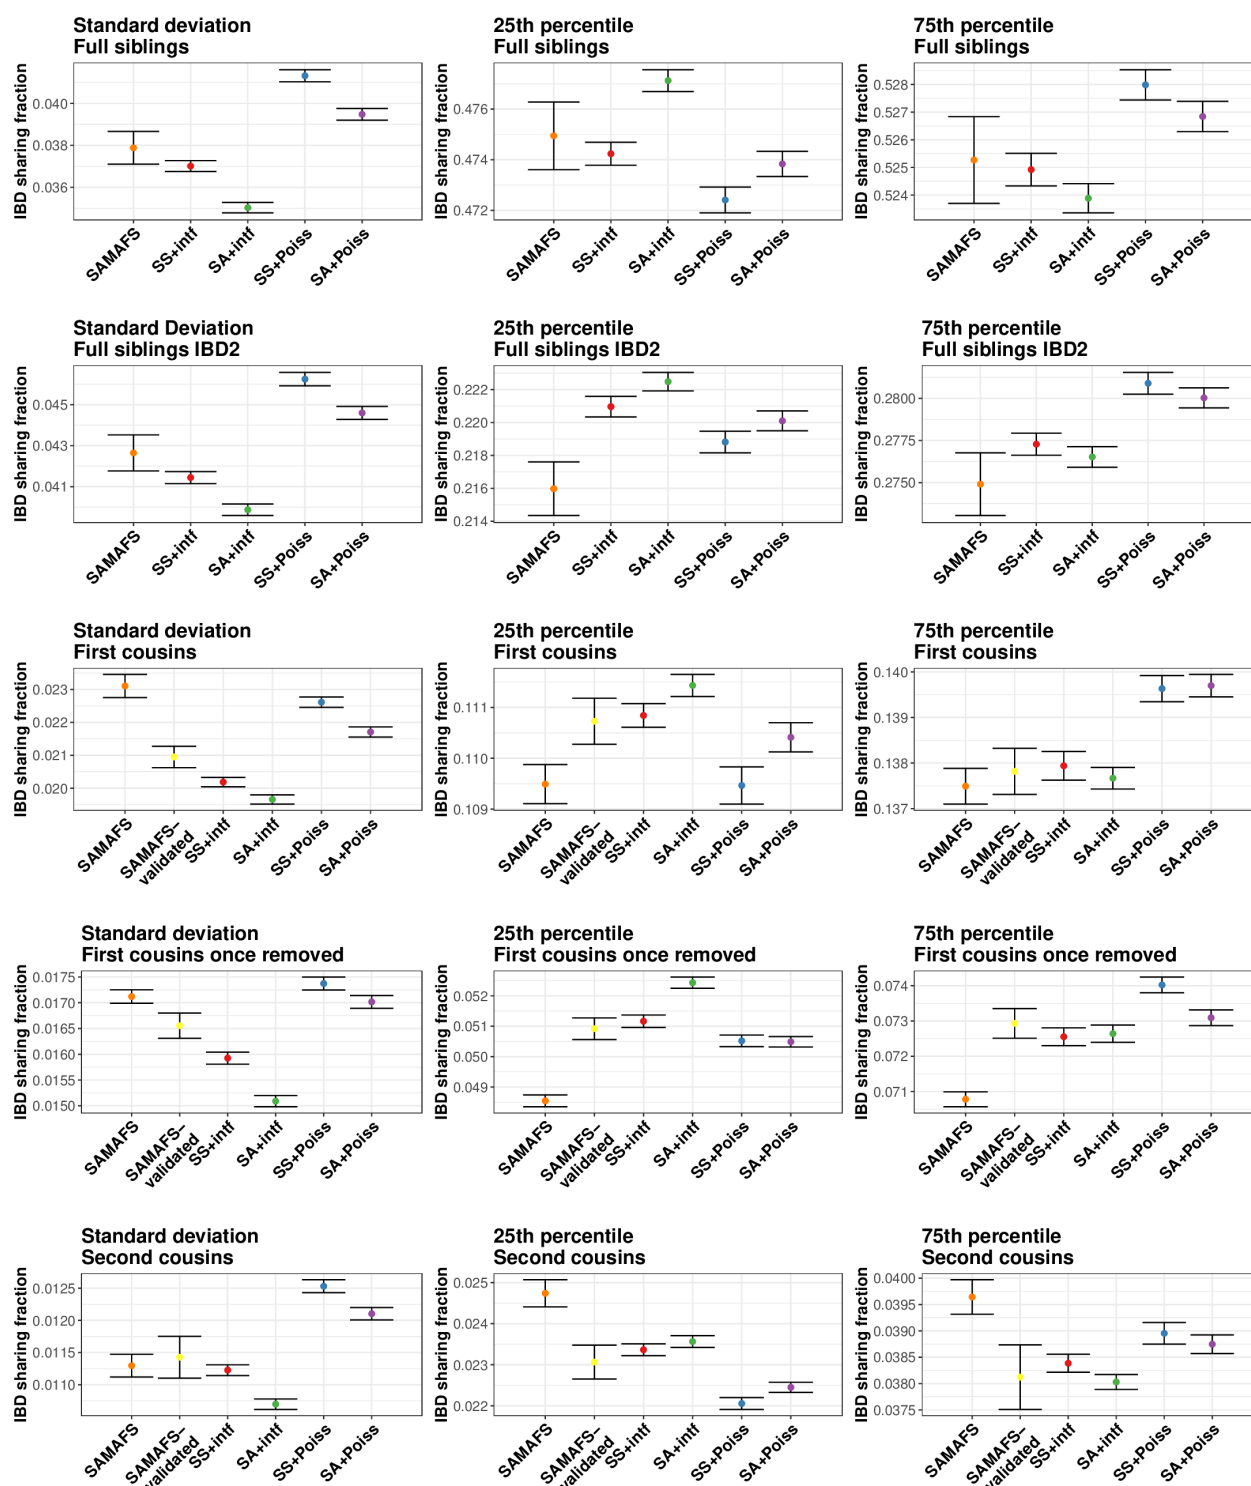 Standard deviation
Full siblings
IBD sharing fraction
0.040
0.038
0.036
SAMAFS
SS+intf
SA+intf
SS+Poiss
SA+Poiss
25th percentile
Full siblings
IBD sharing fraction
0.476
0.474
0.472
SAMAFS
SS+intf
SA+intf
SS+Poiss
SA+Poiss
75th percentile
Full siblings
IBD sharing fraction
0.528
0.527
0.526
0.525
0.524
SAMAFS
SS+intf
SA+intf
SS+Poiss
SA+Poiss
Standard Deviation
Full siblings IBD2
IBD sharing fraction
0.045
0.043
0.041
SAMAFS
SS+intf
SA+intf
SS+Poiss
SA+Poiss
25th percentile
Full siblings IBD2
IBD sharing fraction
0.222
0.220
0.218
0.216
0.214
SAMAFS
SS+intf
SA+intf
SS+Poiss
SA+Poiss
75th percentile
Full siblings IBD2
IBD sharing fraction
0.2800
0.2775
0.2750
SAMAFS
SS+intf
SA+intf
SS+Poiss
SA+Poiss
Standard deviation
First cousins
IBD sharing fraction
0.023
0.022
0.021
0.020
SAMAFS
SAMAFS–
validated
SS+intf
SA+intf
SS+Poiss
SA+Poiss
25th percentile
First cousins
IBD sharing fraction
0.111
0.110
0.109
SAMAFS
SAMAFS–
validated
SS+intf
SA+intf
SS+Poiss
SA+Poiss
75th percentile
First cousins
IBD sharing fraction
0.140
0.139
0.138
0.137
SAMAFS
SAMAFS–
validated
SS+intf
SA+intf
SS+Poiss
SA+Poiss
Standard deviation
First cousins once removed
IBD sharing fraction
0.0175
0.0170
0.0165
0.0160
0.0155
0.0150
SAMAFS
SAMAFS–
validated
SS+intf
SA+intf
SS+Poiss
SA+Poiss
25th percentile
First cousins once removed
IBD sharing fraction
0.052
0.051
0.050
0.049
SAMAFS
SAMAFS–
validated
SS+intf
SA+intf
SS+Poiss
SA+Poiss
75th percentile
First cousins once removed
IBD sharing fraction
0.074
0.073
0.072
0.071
SAMAFS
SAMAFS–
validated
SS+intf
SA+intf
SS+Poiss
SA+Poiss
Standard deviation
Second cousins
IBD sharing fraction
0.0125
0.0120
0.0115
0.0110
SAMAFS
SAMAFS–
validated
SS+intf
SA+intf
SS+Poiss
SA+Poiss
25th percentile
Second cousins
IBD sharing fraction
0.025
0.024
0.023
0.022
SAMAFS
SAMAFS–
validated
SS+intf
SA+intf
SS+Poiss
SA+Poiss
75th percentile
Second cousins
IBD sharing fraction
0.0400
0.0395
0.0390
0.0385
0.0380
0.0375
SAMAFS
SAMAFS–
validated
SS+intf
SA+intf
SS+Poiss
SA+Poiss